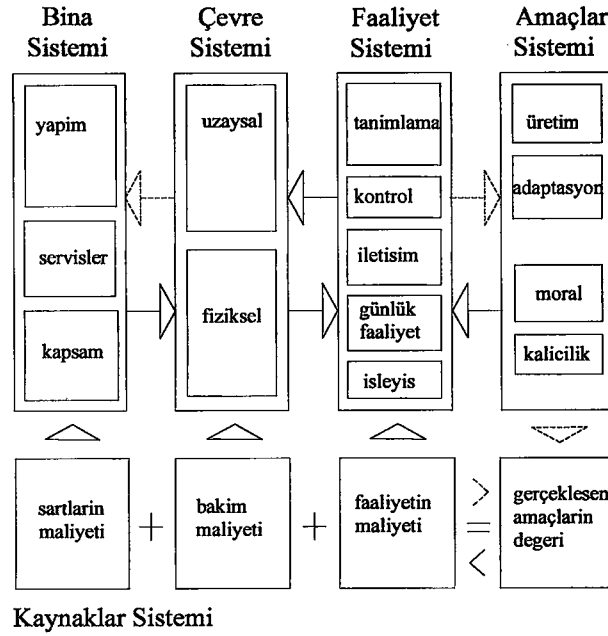 Bina Sistemi
Çevre Sistemi
Faaliyet Sistemi
Amaçlar Sistemi
yapim
servisler
kapsam
uzaysal
fiziksel
tanimlama
kontrol
iletisim
günlük
faaliyet
isleyis
üretim
adaptasyon
moral
kalicilik
sartlarin
maliyeti
+
bakim
maliyeti
+
faaliyetin
maliyeti
>
=
<
gerçeklesen
amaçlarin
degeri
Kaynaklar Sistemi